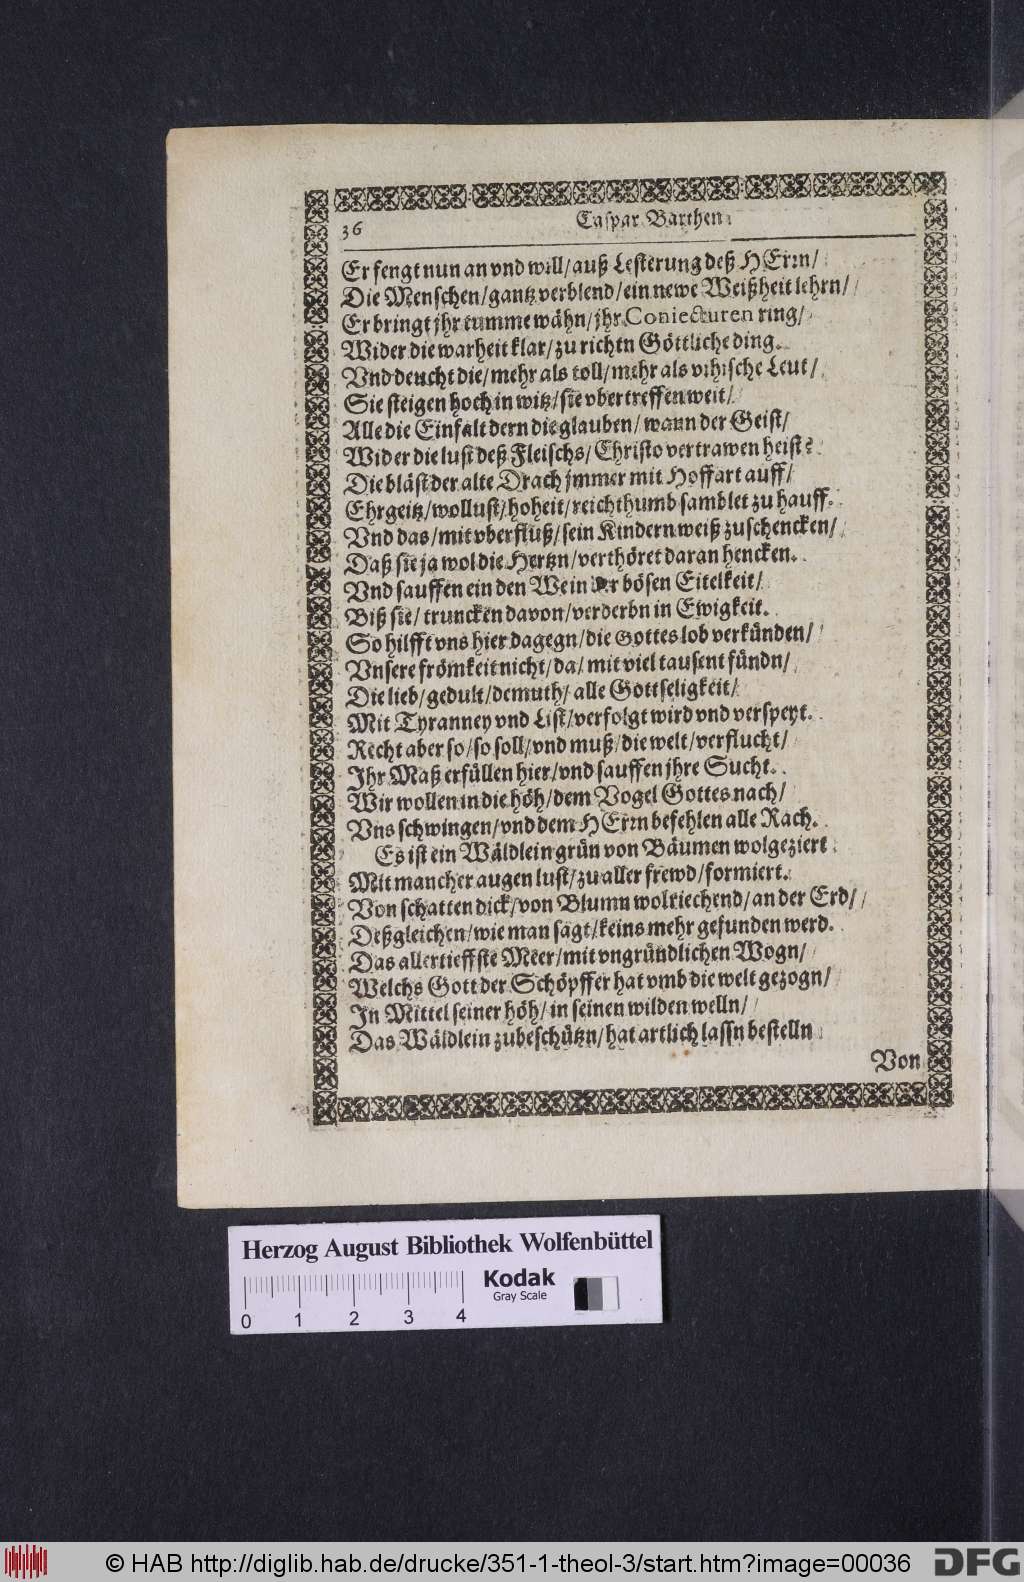 36
Caspar Barthen
Er fengt nun an vnd will/ auß Lesterung deß HErrn/
Die Menschen/ gantz verblend/ ein newe Weißheit lehrn/
Er bringt jhr tumme wähn/ jhr Coniecturen ring/
Wider die warheit klar/ zu richtn Göttliche ding.
Vnd deucht die/ mehr als toll/ mehr als vihische Leut/
Sie steigen hoch in witz/ sie vbertreffen weit/
Alle die Einfalt dern die glauben/ wann der Geist/
Wider die lust deß Fleischs/ Christo vertrawen heist?
Die bläst der alte Drach jmmer mit Hoffart auff/
Ehrgeitz/ wollust/ hoheit/ reichthumb samblet zu hauff.
Vnd das/ mit vberfluß/ sein Kindern weiß zuschencken/
Daß sie ja wol die Hertzn/ verthöret daran hencken.
Vnd sauffen ein den Wein der bösen Eitelkeit/
Biß sie/ truncken davon/ verderbn in Ewigkeit.
So hilfft vns hier dagegn/ die Gottes lob verkünden/
Vnsere frömkeit nicht/ da/ mit viel tausent fündn/
Die lieb/ gedult/ demuth/ alle Gottseligkeit/
Mit Tyranney vnd List/ verfolgt wird vnd verspeyt.
Recht aber so/ so soll/ vnd muß/ die welt/ verflucht/
Ihr Maß erfüllen hier/ vnd sauffen jhre Sucht.
Wir wollen in die höh/ dem Vogel Gottes nach/
Vns schwingen/ vnd dem HErrn befehlen alle Rach.
Es ist ein Wäldlein grün von Bäumen wolgeziert
Mit mancher augen lust/ zu aller frewd/ formiert.
Von schatten dick/ von Blumn wolriechend/ an der Erd/
Deßgleichen/ wie man sagt/ keins mehr gefunden werd.
Das allertieffste Meer/ mit vngründlichen Wogn/
Welchs Gott der Schöpffer hat vmb die welt gezogn/
In Mittel seiner höh/ in seinen wilden welln/
Das Wäldlein zubeschützn/ hat artlich lassn bestelln
Von
Herzog August Bibliothek Wolfenbüttel
Kodak
Gray Scale
0 1 2 3 4
© HAB http://diglib.hab.de/drucke/351-1-theol-3/start.htm?image=00036
DFG